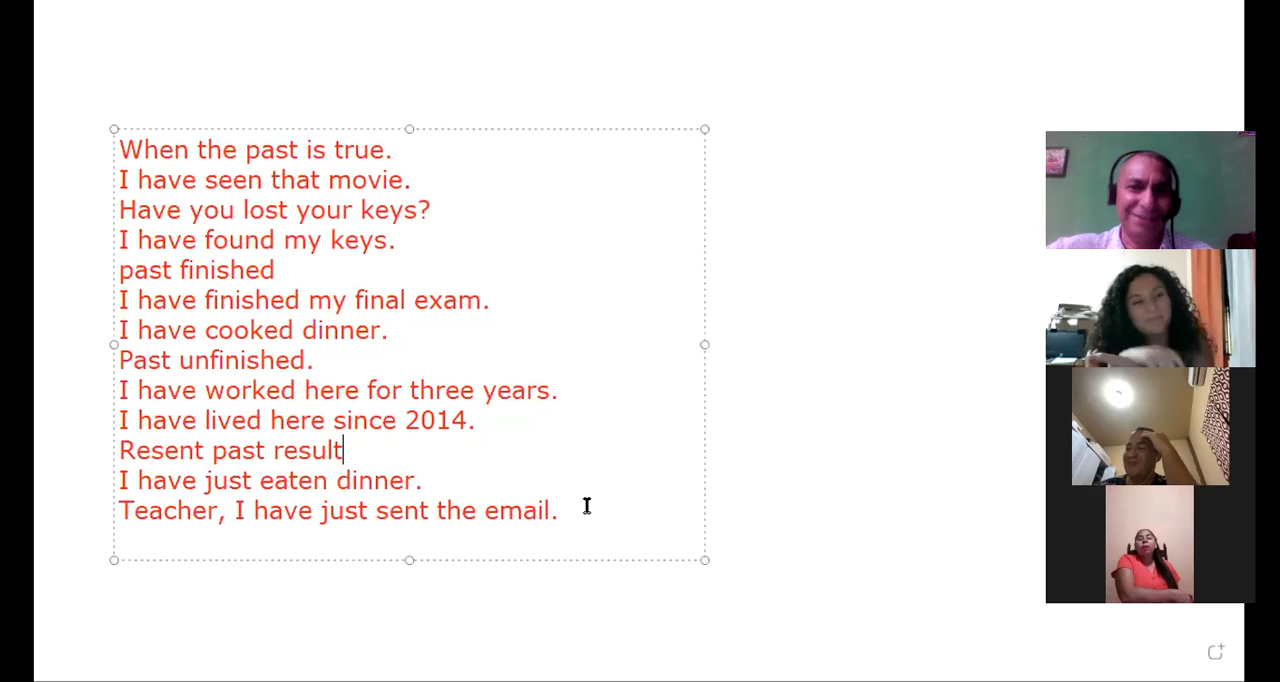 When the past is true.
I have seen that movie.
Have you lost your keys?
I have found my keys.
past finished
I have finished my final exam.
I have cooked dinner.
Past unfinished.
I have worked here for three years.
I have lived here since 2014.
Resent past result
I have just eaten dinner.
Teacher, I have just sent the email.